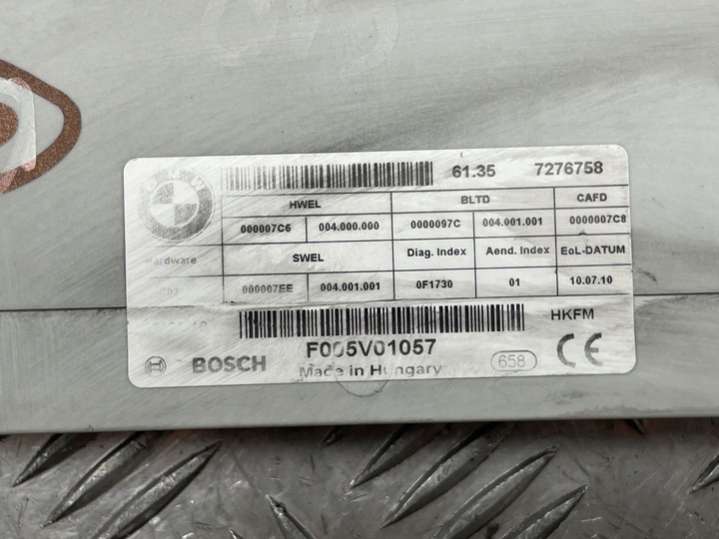 61.35 7276758
HWEL BLTD CAFD
000007C6 004.000.000 0000097C 004.001.001 0000007C8
Hardware SWEL Diag. Index Aend. Index EoL-DATUM
000007EE 004.001.001 0F1730 01 10.07.10
HKFM
BOSCH F005V01057
Made in Hungary 658 CE